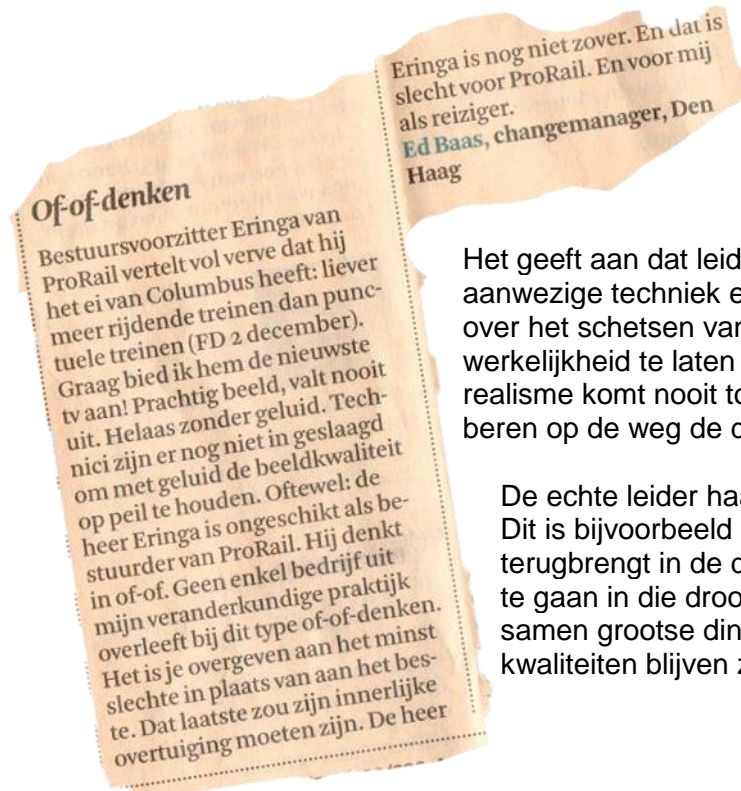 Of-of-denken
Bestuursvoorzitter Eringa van
ProRail vertelt vol verve dat hij
het ei van Columbus heeft: liever
meer rijdende treinen dan punc-
tuele treinen (FD 2 december).
Graag bied ik hem de nieuwste
tv aan! Prachtig beeld, valt nooit
uit. Helaas zonder geluid. Tech-
nici zijn er nog niet in geslaagd
om met geluid de beeldkwaliteit
op peil te houden. Oftewel: de
heer Eringa is ongeschikt als be-
stuurder van ProRail. Hij denkt
in of-of. Geen enkel bedrijf uit
mijn veranderkundige praktijk
overleeft bij dit type of-of-denken.
Het is je overgeven aan het minst
slechte in plaats van aan het bes-
te. Dat laatste zou zijn innerlijke
overtuiging moeten zijn. De heer
Eringa is nog niet zover. En dat is
slecht voor ProRail. En voor mij
als reiziger.
Ed Baas, changemanager, Den
Haag
Het geeft aan dat leid
aanwezige techniek e
over het schetsen van
werkelijkheid te laten
realisme komt nooit to
beren op de weg de d
De echte leider haa
Dit is bijvoorbeeld
terugbrengt in de d
te gaan in die droo
samen grootse din
kwaliteiten blijven z